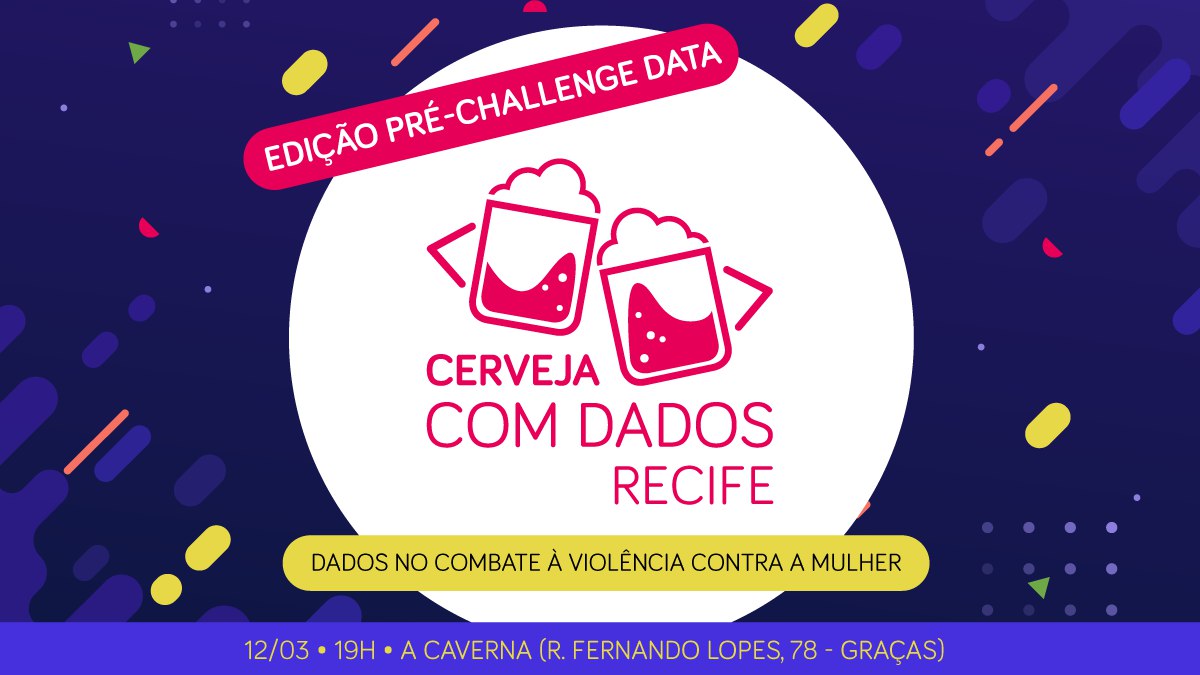 EDIÇÃO PRÉ-CHALLENGE DATA
CERVEJA
COM DADOS
RECIFE
DADOS NO COMBATE À VIOLÊNCIA CONTRA A MULHER
12/03 • 19H • A CAVERNA (R. FERNANDO LOPES, 78 - GRAÇAS)